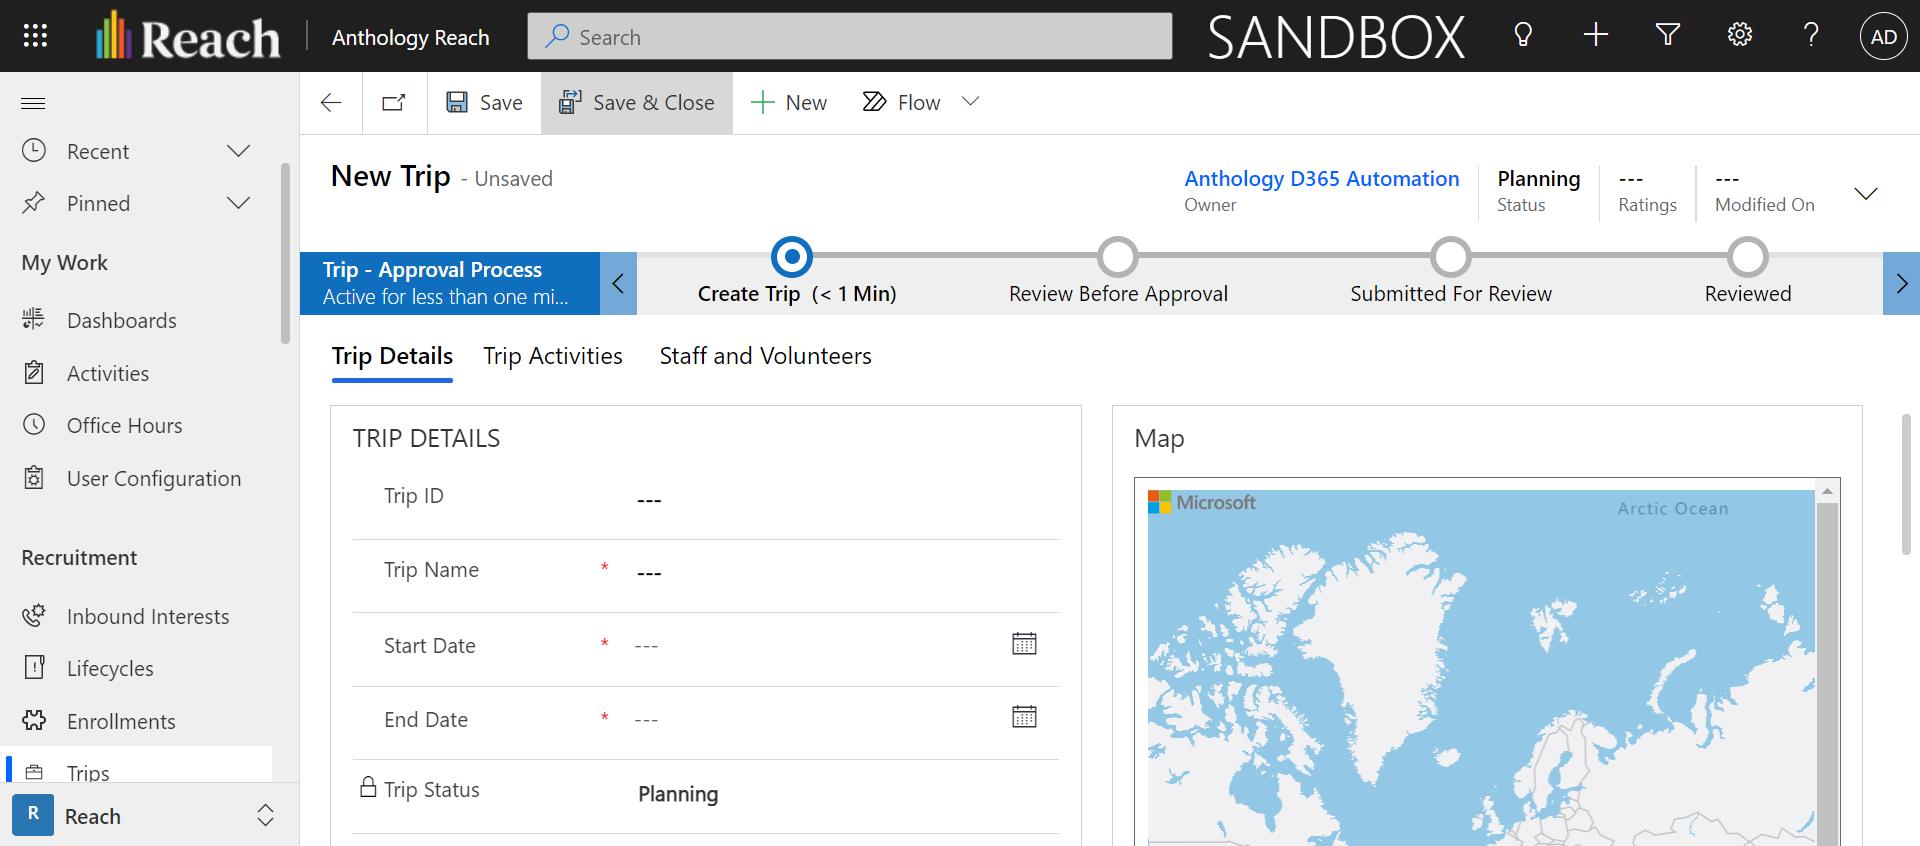 Reach
Anthology Reach
Search
SANDBOX
AD
Save
Save & Close
New
Flow
Recent
Pinned
My Work
Dashboards
Activities
Office Hours
User Configuration
Recruitment
Inbound Interests
Lifecycles
Enrollments
Trips
R
Reach
New Trip - Unsaved
Anthology D365 Automation
Owner
Planning
Status
---
Ratings
---
Modified On
Trip - Approval Process
Active for less than one mi...
Create Trip (< 1 Min)
Review Before Approval
Submitted For Review
Reviewed
Trip Details
Trip Activities
Staff and Volunteers
TRIP DETAILS
Trip ID ---
Trip Name * ---
Start Date * ---
End Date * ---
Trip Status Planning
Map
Microsoft
Arctic Ocean